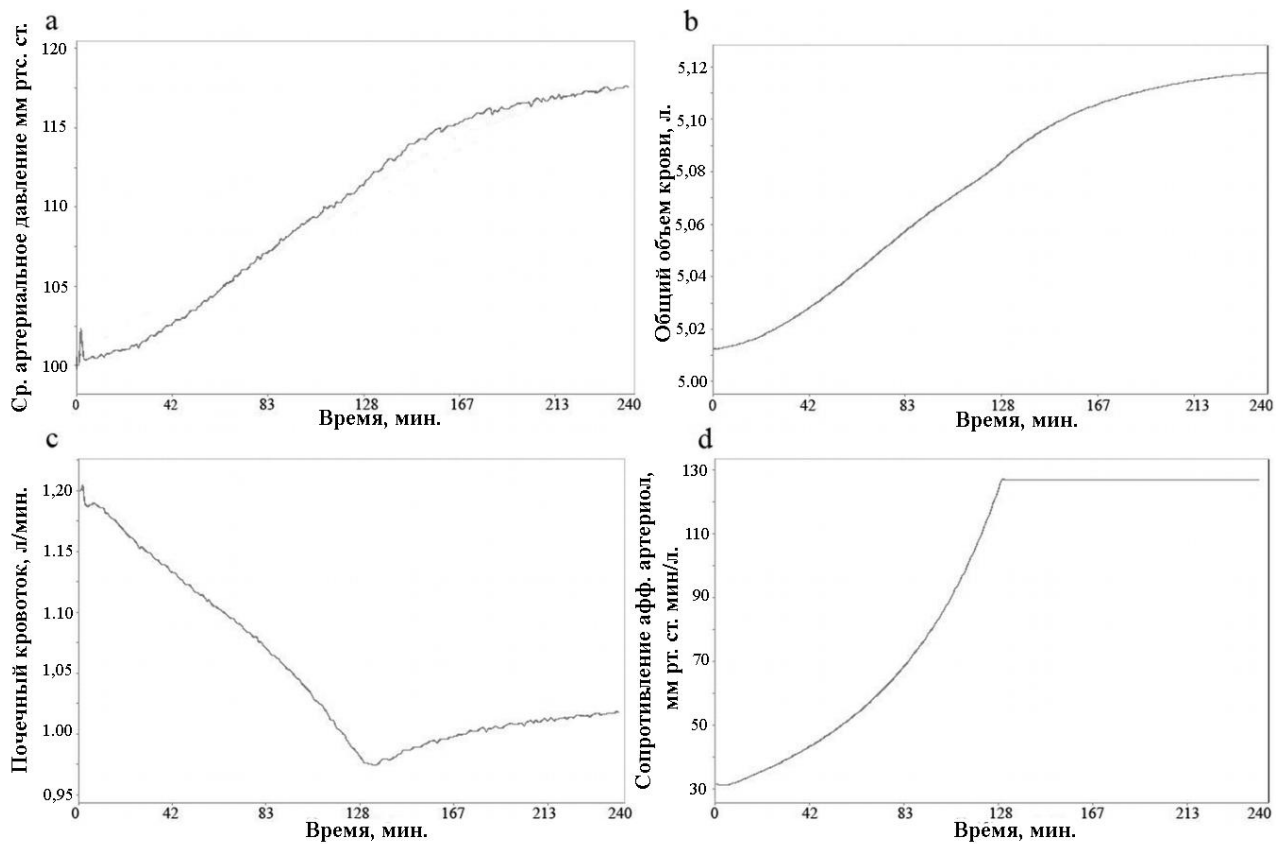 a
Ср. артериальное давление мм ртс. ст.
120
115
110
105
100
0 42 83 128 167 213 240
Время, мин.
b
Общий объем крови, л.
5,12
5,10
5,08
5,06
5,04
5,02
5.00
0 42 83 128 167 213 240
Время, мин.
c
Почечный кровоток, л/мин.
1,20
1,15
1,10
1,05
1.00
0,95
0 42 83 128 167 213 240
Время, мин.
d
Сопротивление афф. артериол,
мм рт. ст. мин/л.
130
110
90
70
50
30
0 42 83 128 167 213 240
Время, мин.